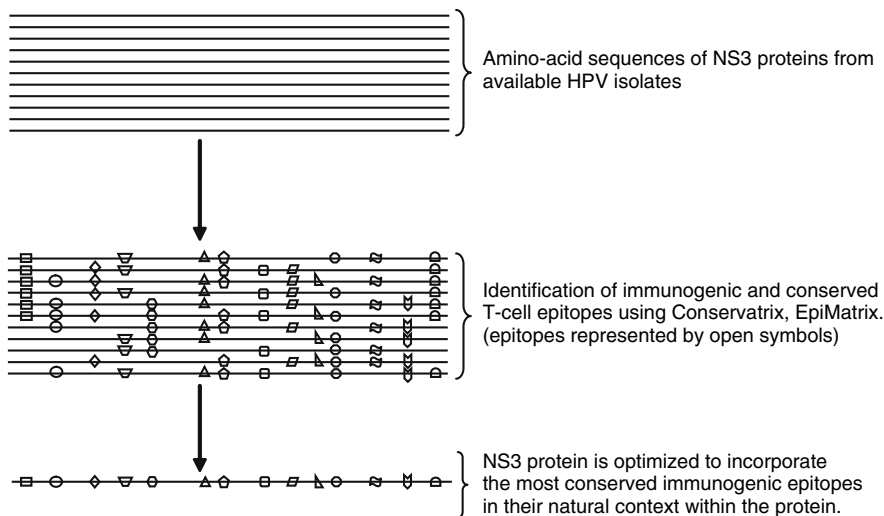 Amino-acid sequences of NS3 proteins from
available HPV isolates
Identification of immunogenic and conserved
T-cell epitopes using Conservatrix, EpiMatrix.
(epitopes represented by open symbols)
NS3 protein is optimized to incorporate
the most conserved immunogenic epitopes
in their natural context within the protein.